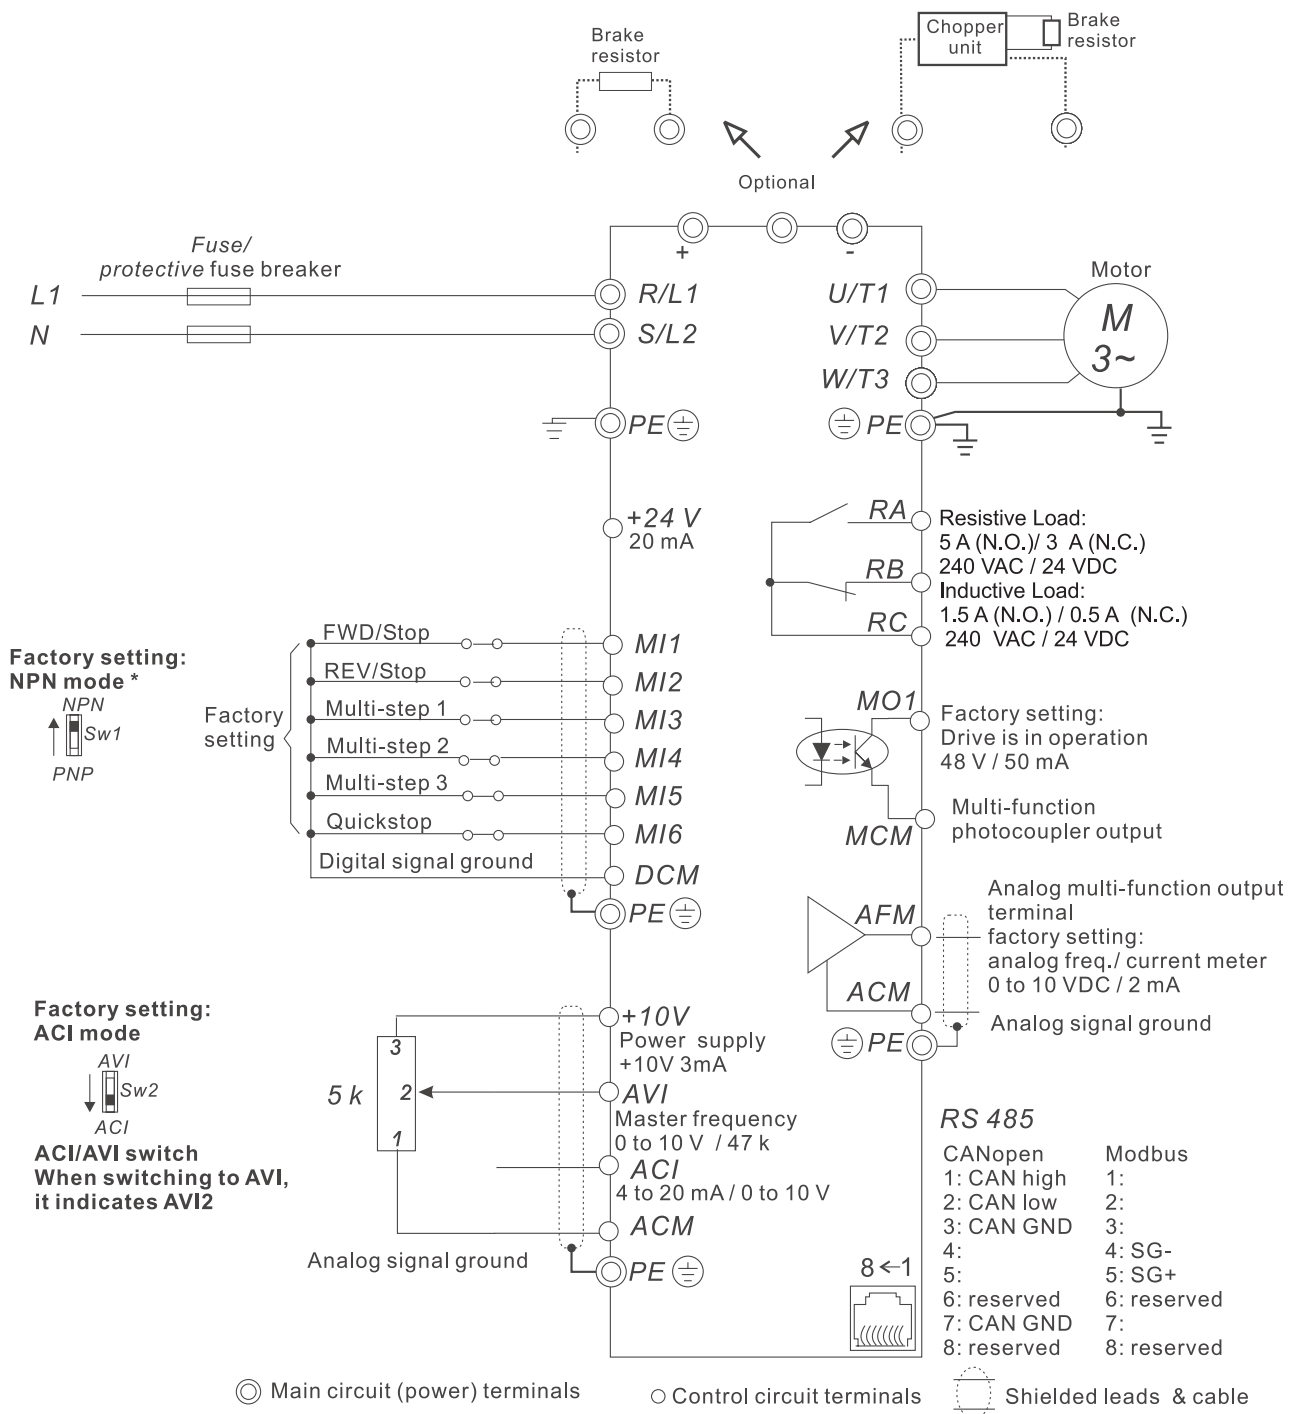 Brake
resistor
Chopper
unit
Brake
resistor
Optional
+
-
Fuse/
protective fuse breaker
L1
N
R/L1
S/L2
PE
U/T1
V/T2
W/T3
PE
Motor
M
3~
+24 V
20 mA
RA
RB
RC
Resistive Load:
5 A (N.O.)/ 3 A (N.C.)
240 VAC / 24 VDC
Inductive Load:
1.5 A (N.O.) / 0.5 A (N.C.)
240 VAC / 24 VDC
Factory setting:
NPN mode *
NPN
Sw1
PNP
Factory
setting
FWD/Stop
REV/Stop
Multi-step 1
Multi-step 2
Multi-step 3
Quickstop
Digital signal ground
MI1
MI2
MI3
MI4
MI5
MI6
DCM
PE
MO1
MCM
Factory setting:
Drive is in operation
48 V / 50 mA
Multi-function
photocoupler output
AFM
ACM
PE
Analog multi-function output
terminal
factory setting:
analog freq./ current meter
0 to 10 VDC / 2 mA
Analog signal ground
Factory setting:
ACI mode
AVI
Sw2
ACI
ACI/AVI switch
When switching to AVI,
it indicates AVI2
5 k
3
2
1
+10V
Power supply
+10V 3mA
AVI
Master frequency
0 to 10 V / 47 k
ACI
4 to 20 mA / 0 to 10 V
ACM
Analog signal ground
PE
8←1
RS 485
CANopen
1: CAN high
2: CAN low
3: CAN GND
4:
5:
6: reserved
7: CAN GND
8: reserved
Modbus
1:
2:
3:
4: SG-
5: SG+
6: reserved
7:
8: reserved
Main circuit (power) terminals
Control circuit terminals
Shielded leads & cable